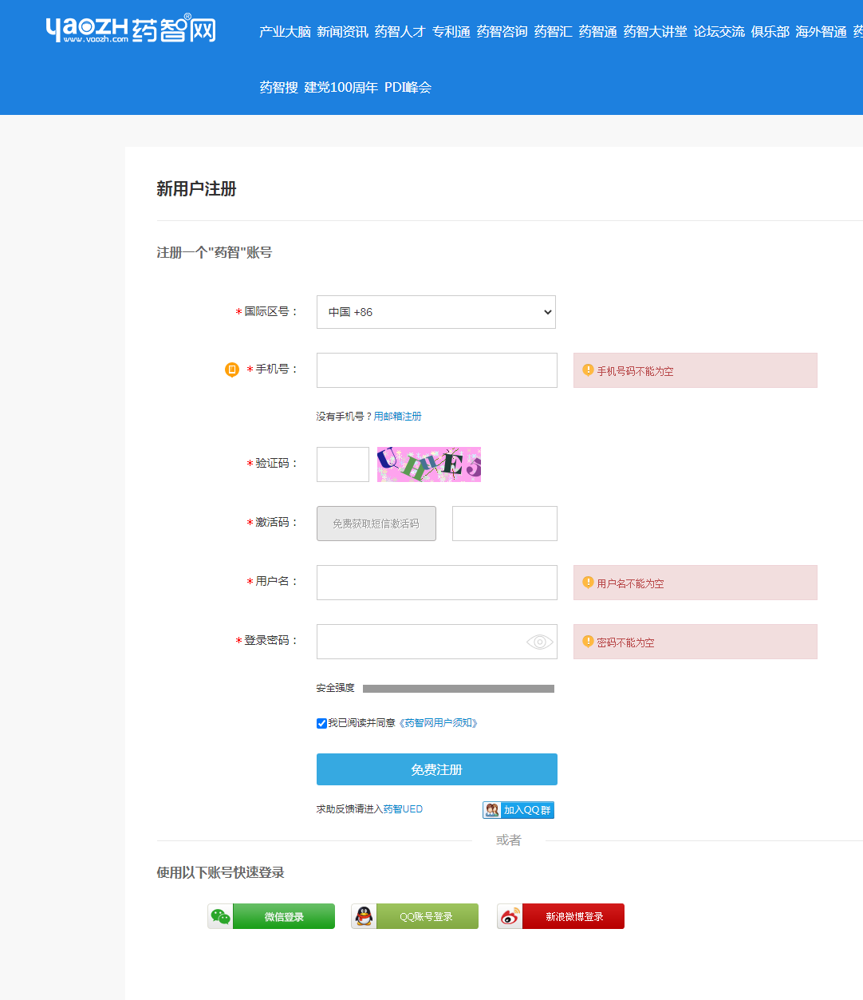 yaozh 药智网®
www.yaozh.com
产业大脑 新闻资讯 药智人才 专利通 药智咨询 药智汇 药智通 药智大讲堂 论坛交流 俱乐部 海外智通 药
药智搜 建党100周年 PDI峰会
新用户注册
注册一个"药智"账号
*国际区号： 中国 +86
*手机号： 手机号码不能为空
没有手机号？用邮箱注册
*验证码： UHuE5
*激活码： 免费获取短信激活码
*用户名： 用户名不能为空
*登录密码： 密码不能为空
安全强度
我已阅读并同意《药智网用户须知》
免费注册
求助反馈请进入药智UED 加入QQ群
或者
使用以下账号快速登录
微信登录 QQ账号登录 新浪微博登录